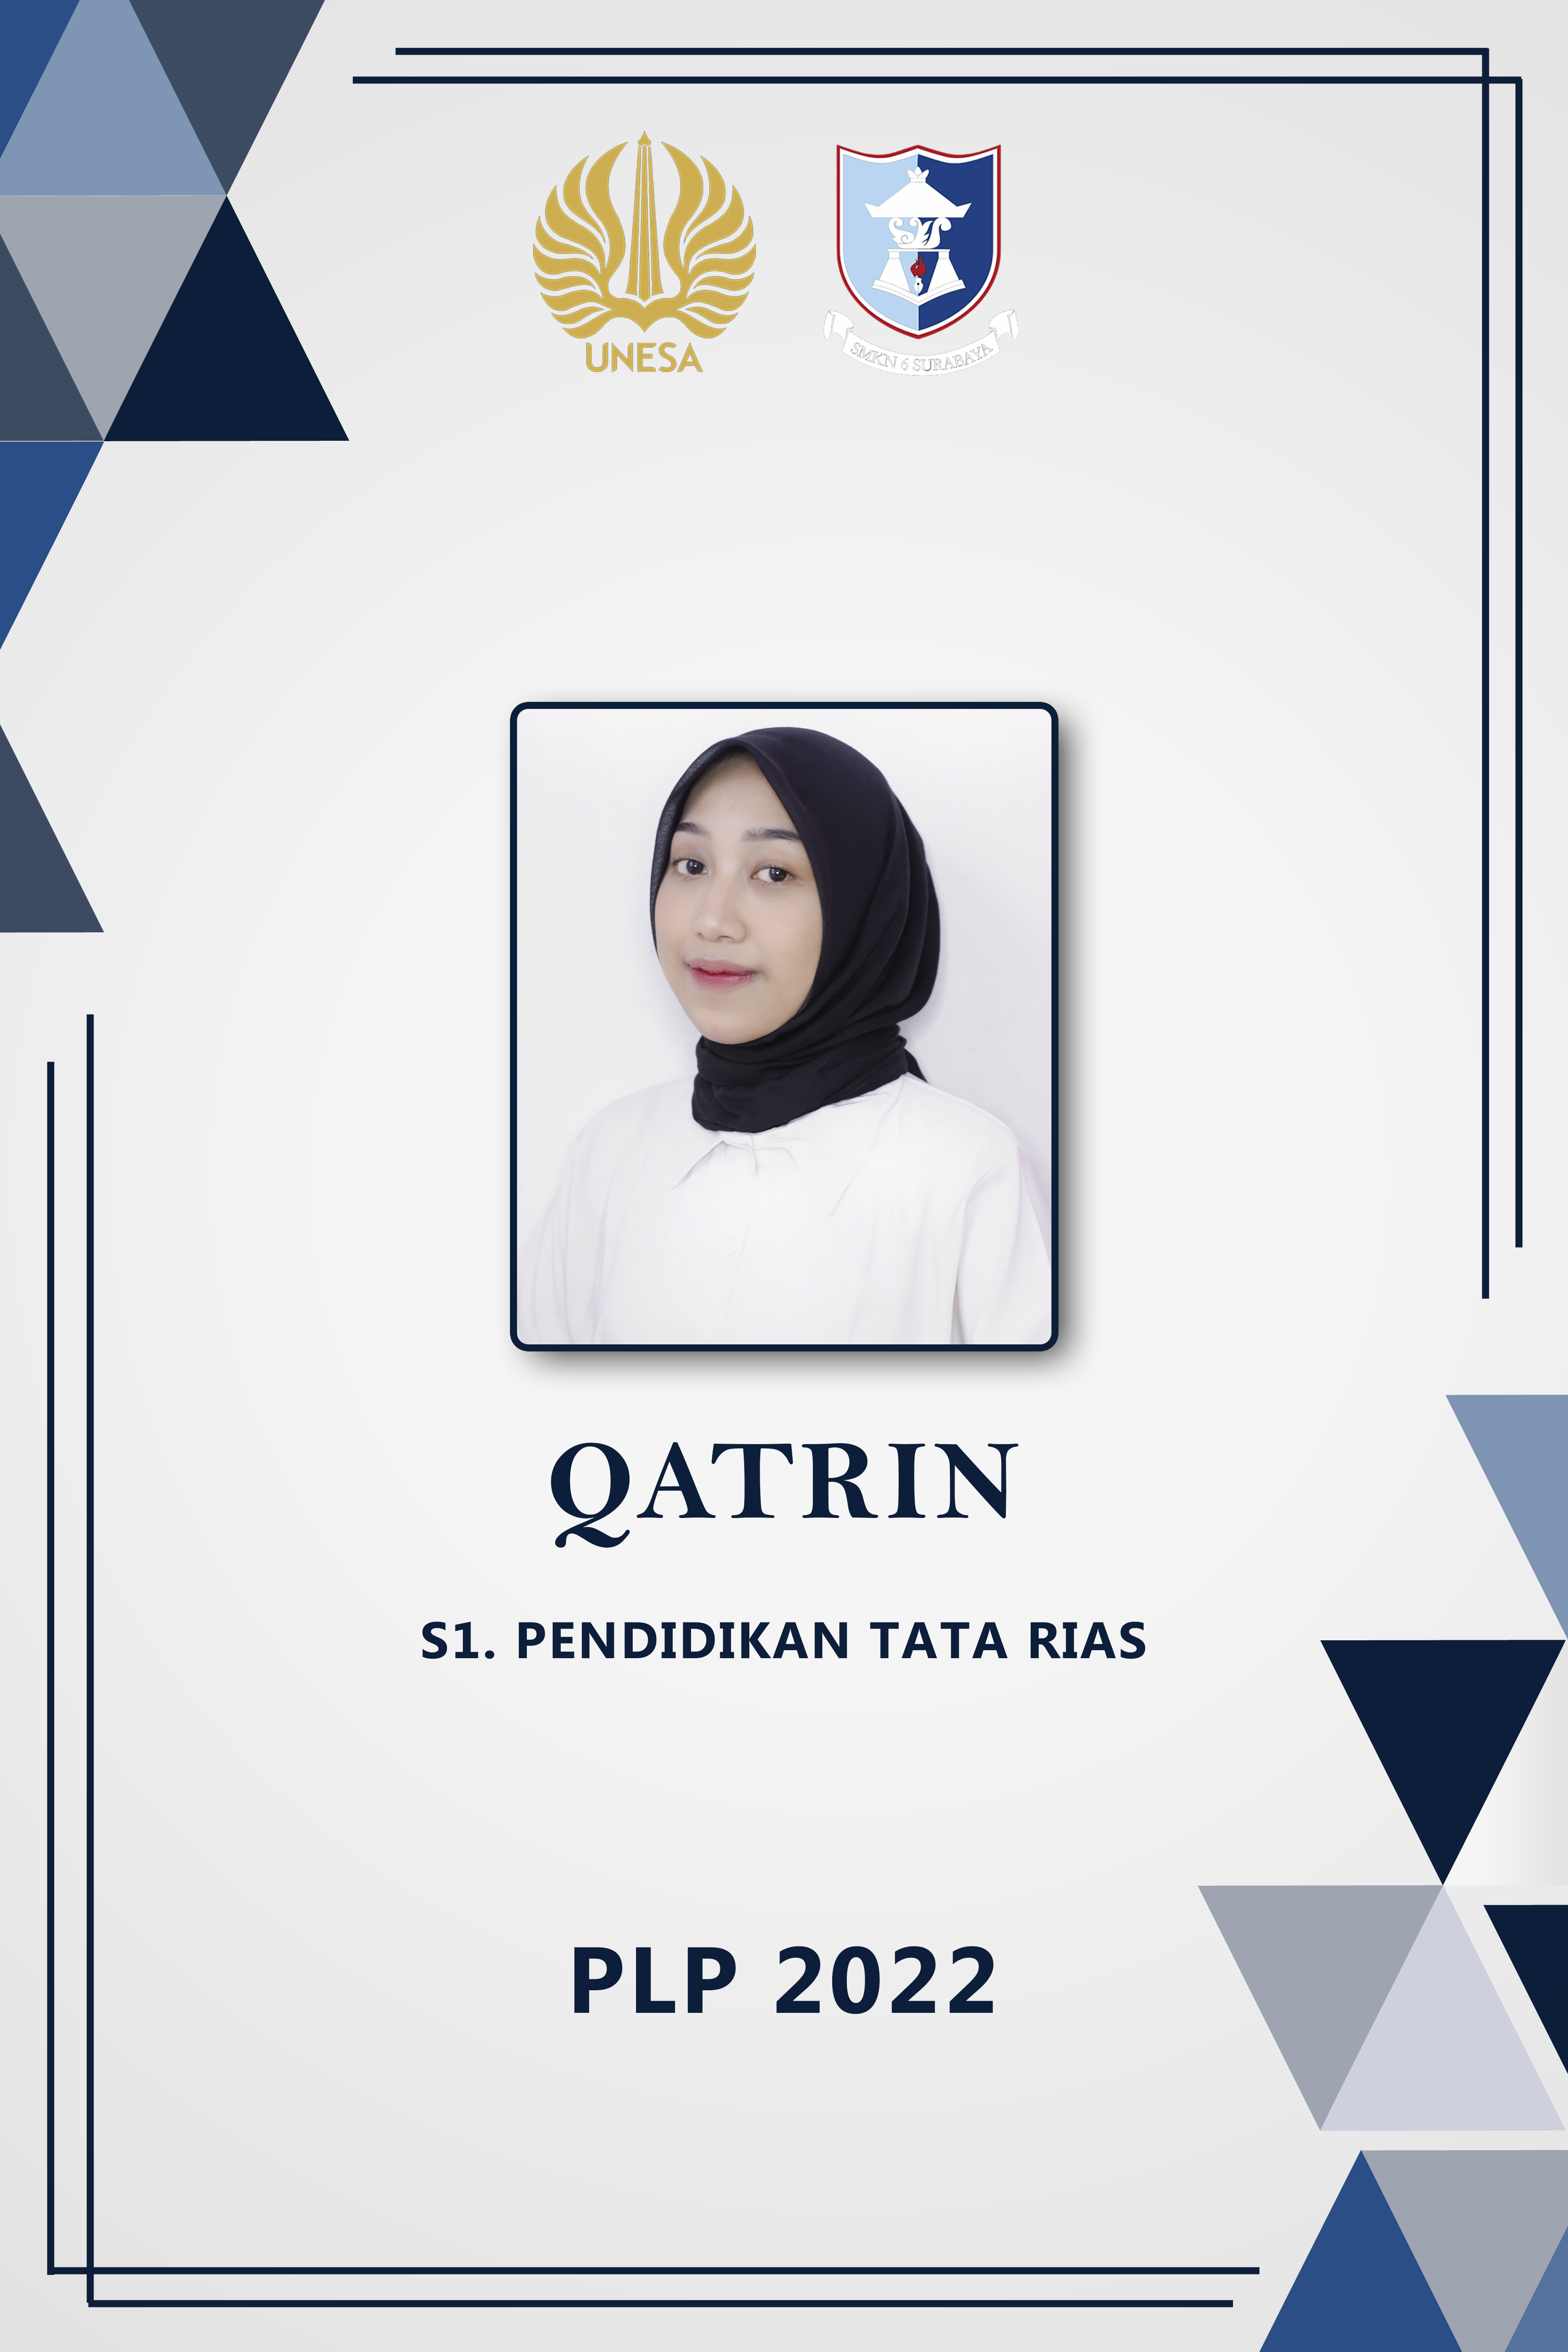 UNESA
SMKN 6 SURABAYA
QATRIN
S1. PENDIDIKAN TATA RIAS
PLP 2022